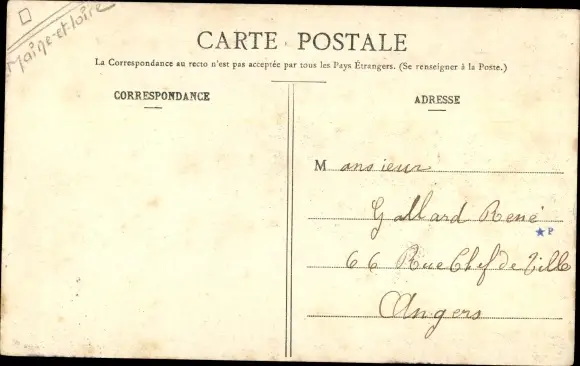 Maine-et-loire
CARTE POSTALE
La Correspondance au recto n'est pas acceptée par tous les Pays Étrangers. (Se renseigner à la Poste.)
CORRESPONDANCE
ADRESSE
Monsieur
Gallard René
★P
66 Rue Chef de Ville
Angers